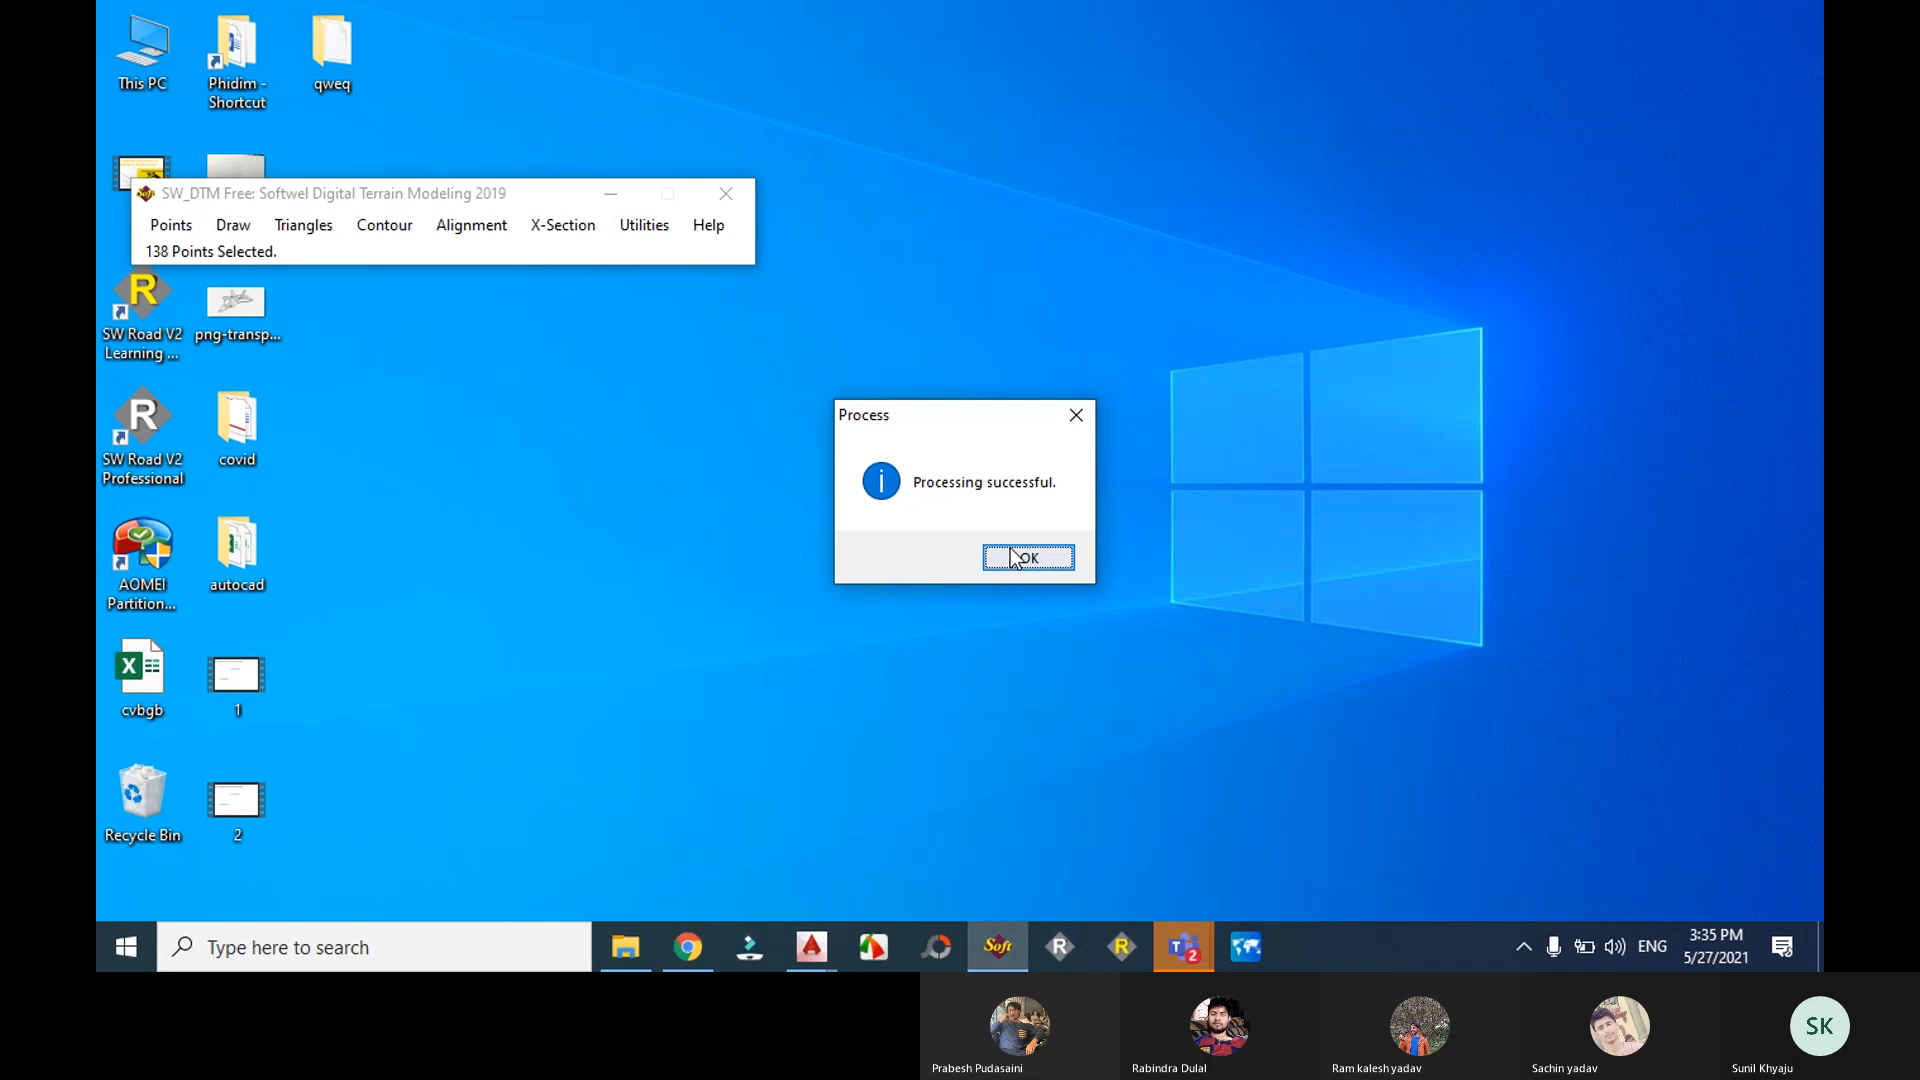 This PC
Phidim -
Shortcut
qweq
SW_DTM Free: Softwel Digital Terrain Modeling 2019
Points Draw Triangles Contour Alignment X-Section Utilities Help
138 Points Selected.
R
SW Road V2
Learning ...
png-transp...
R
SW Road V2
Professional
covid
Process
Processing successful.
OK
AOMEI
Partition...
autocad
X
cvbgb
1
Recycle Bin
2
Type here to search
Soft
R
R
T
2
ENG
3:35 PM
5/27/2021
SK
Prabesh Pudasaini
Rabindra Dulal
Ram kalesh yadav
Sachin yadav
Sunil Khyaju